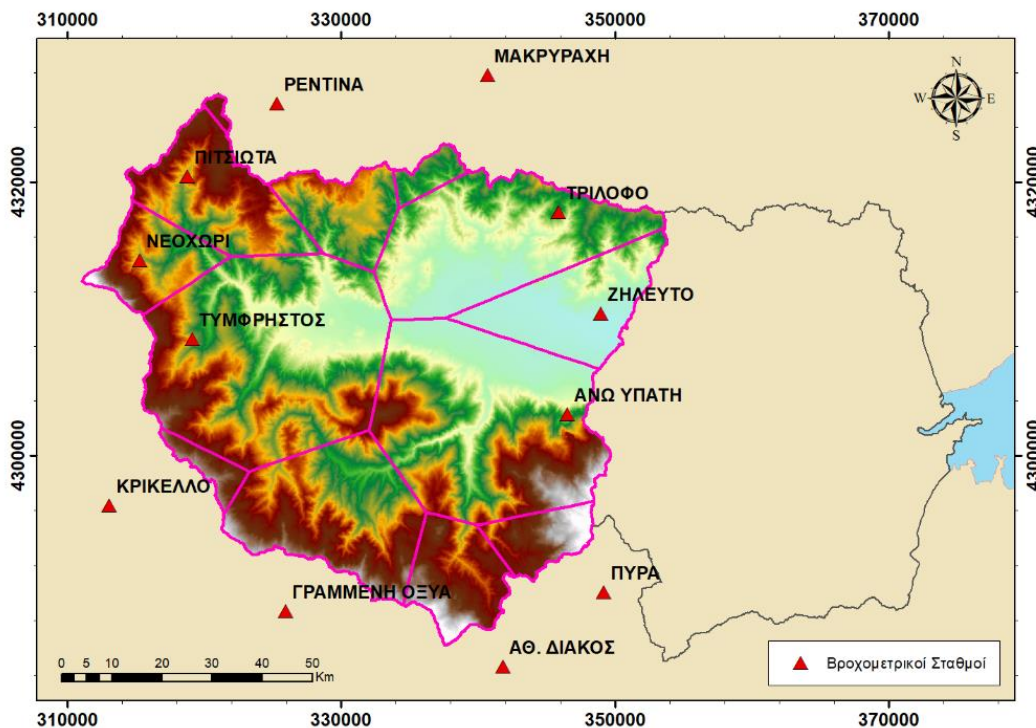 310000 330000 350000 370000
ΜΑΚΡΥΡΑΧΗ
ΡΕΝΤΙΝΑ
N
W E
S
4320000 4320000
ΠΙΤΣΙΩΤΑ
ΤΡΙΛΟΦΟ
ΝΕΟΧΩΡΙ
ΖΗΛΕΥΤΟ
ΤΥΜΦΡΗΣΤΟΣ
ΑΝΩ ΥΠΑΤΗ
4300000 4300000
ΚΡΙΚΕΛΛΟ
ΠΥΡΑ
ΓΡΑΜΜΕΝΗ ΟΞΥΑ
ΑΘ. ΔΙΑΚΟΣ
Βροχομετρικοί Σταθμοί
0 5 10 20 30 40 50
Km
310000 330000 350000 370000